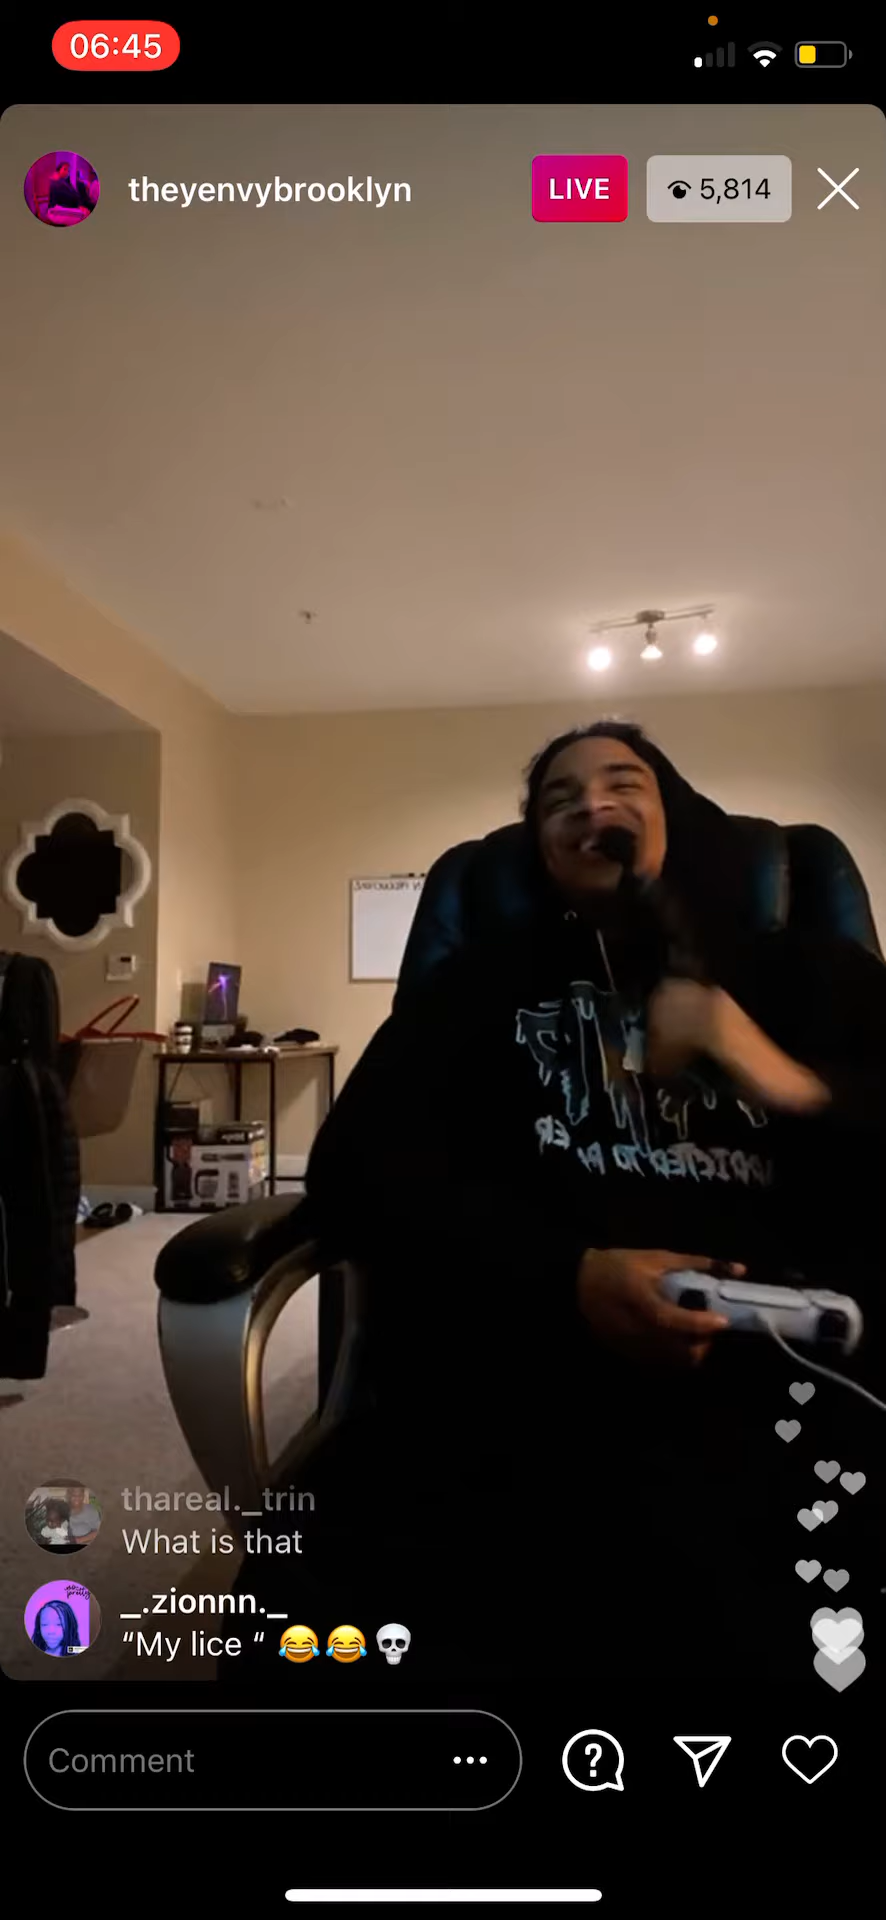 06:45
theyenvybrooklyn
LIVE
5,814
thareal._trin
What is that
_.zionnn._
“My lice “ 😂😂💀
Comment